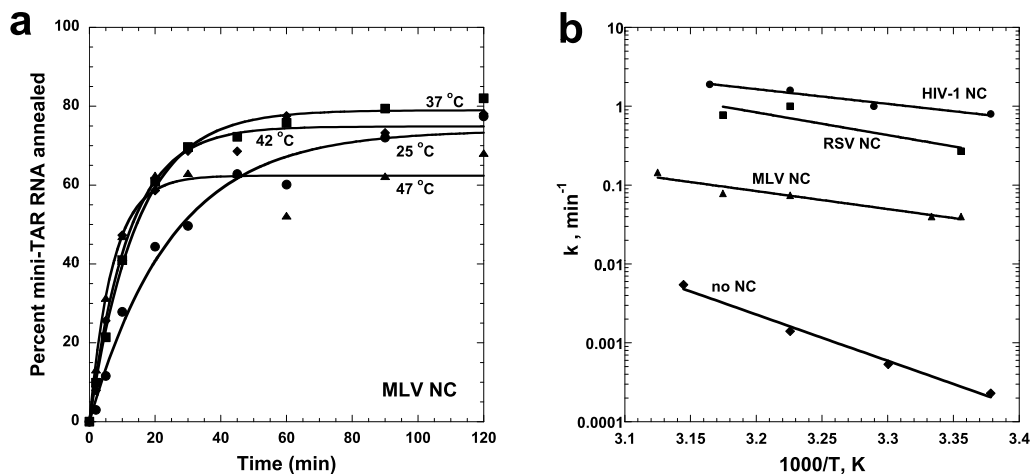 a
Percent mini-TAR RNA annealed
100
80
60
40
20
0
37 °C
42 °C
25 °C
47 °C
MLV NC
0 20 40 60 80 100 120
Time (min)
b
k , min-1
10
1
0.1
0.01
0.001
0.0001
HIV-1 NC
RSV NC
MLV NC
no NC
3.1 3.15 3.2 3.25 3.3 3.35 3.4
1000/T, K